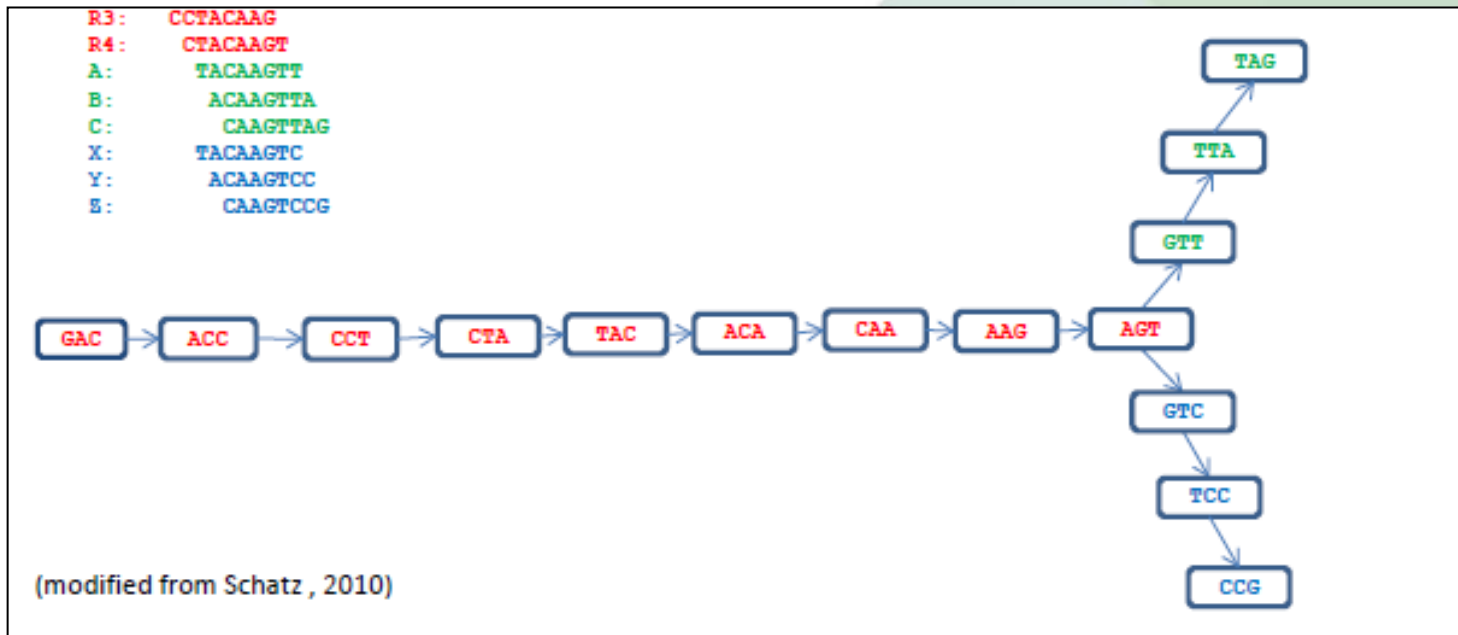 R3: CCTACAAG
R4: CTACAAGT
A: TACAAGTT
B: ACAAGTTA
C: CAAGTTAG
X: TACAAGTC
Y: ACAAGTCC
Z: CAAGTCCG
TAG
TTA
GTT
GAC ACC CCT CTA TAC ACA CAA AAG AGT
GTC
TCC
CCG
(modified from Schatz , 2010)